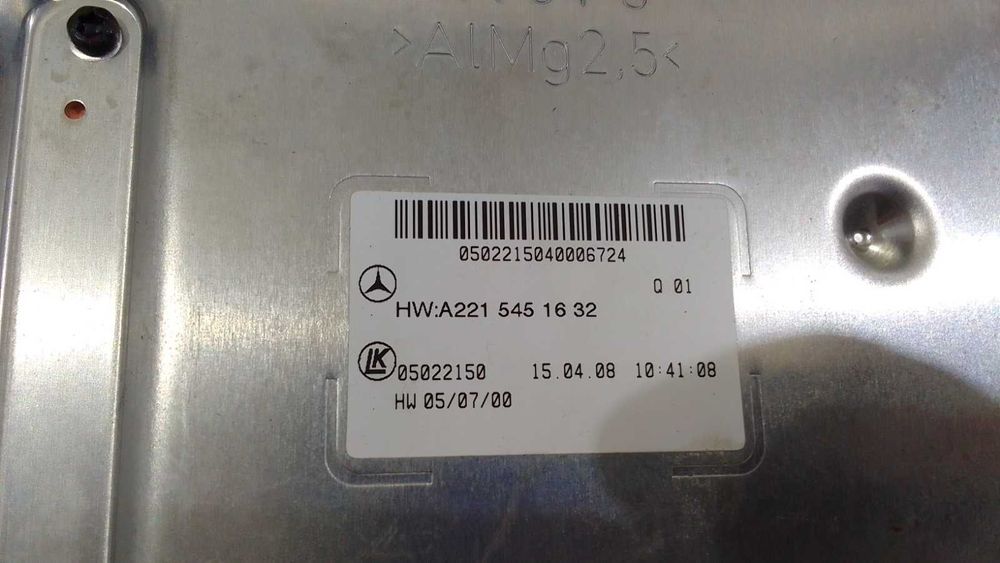 >AlMg2,5<
0502215040006724
Q 01
HW:A221 545 16 32
LK 05022150 15.04.08 10:41:08
HW 05/07/00